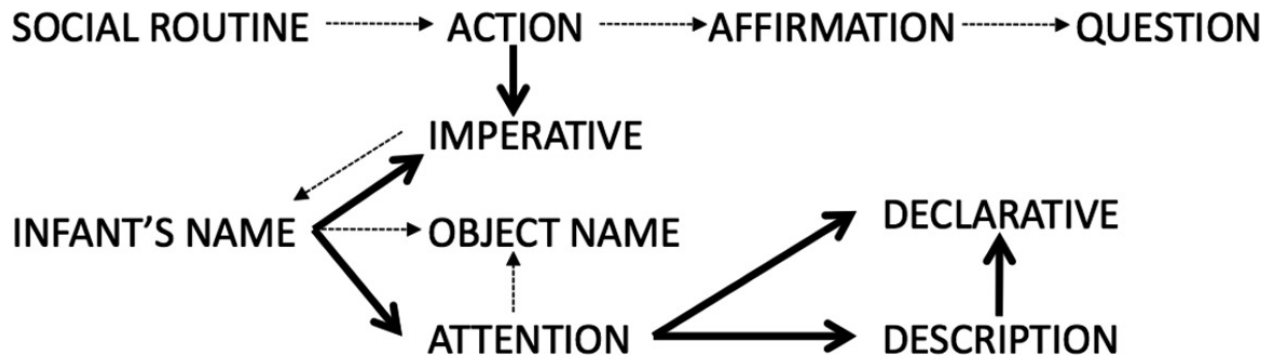 SOCIAL ROUTINE ACTION AFFIRMATION QUESTION
IMPERATIVE
INFANT’S NAME OBJECT NAME DECLARATIVE
ATTENTION DESCRIPTION